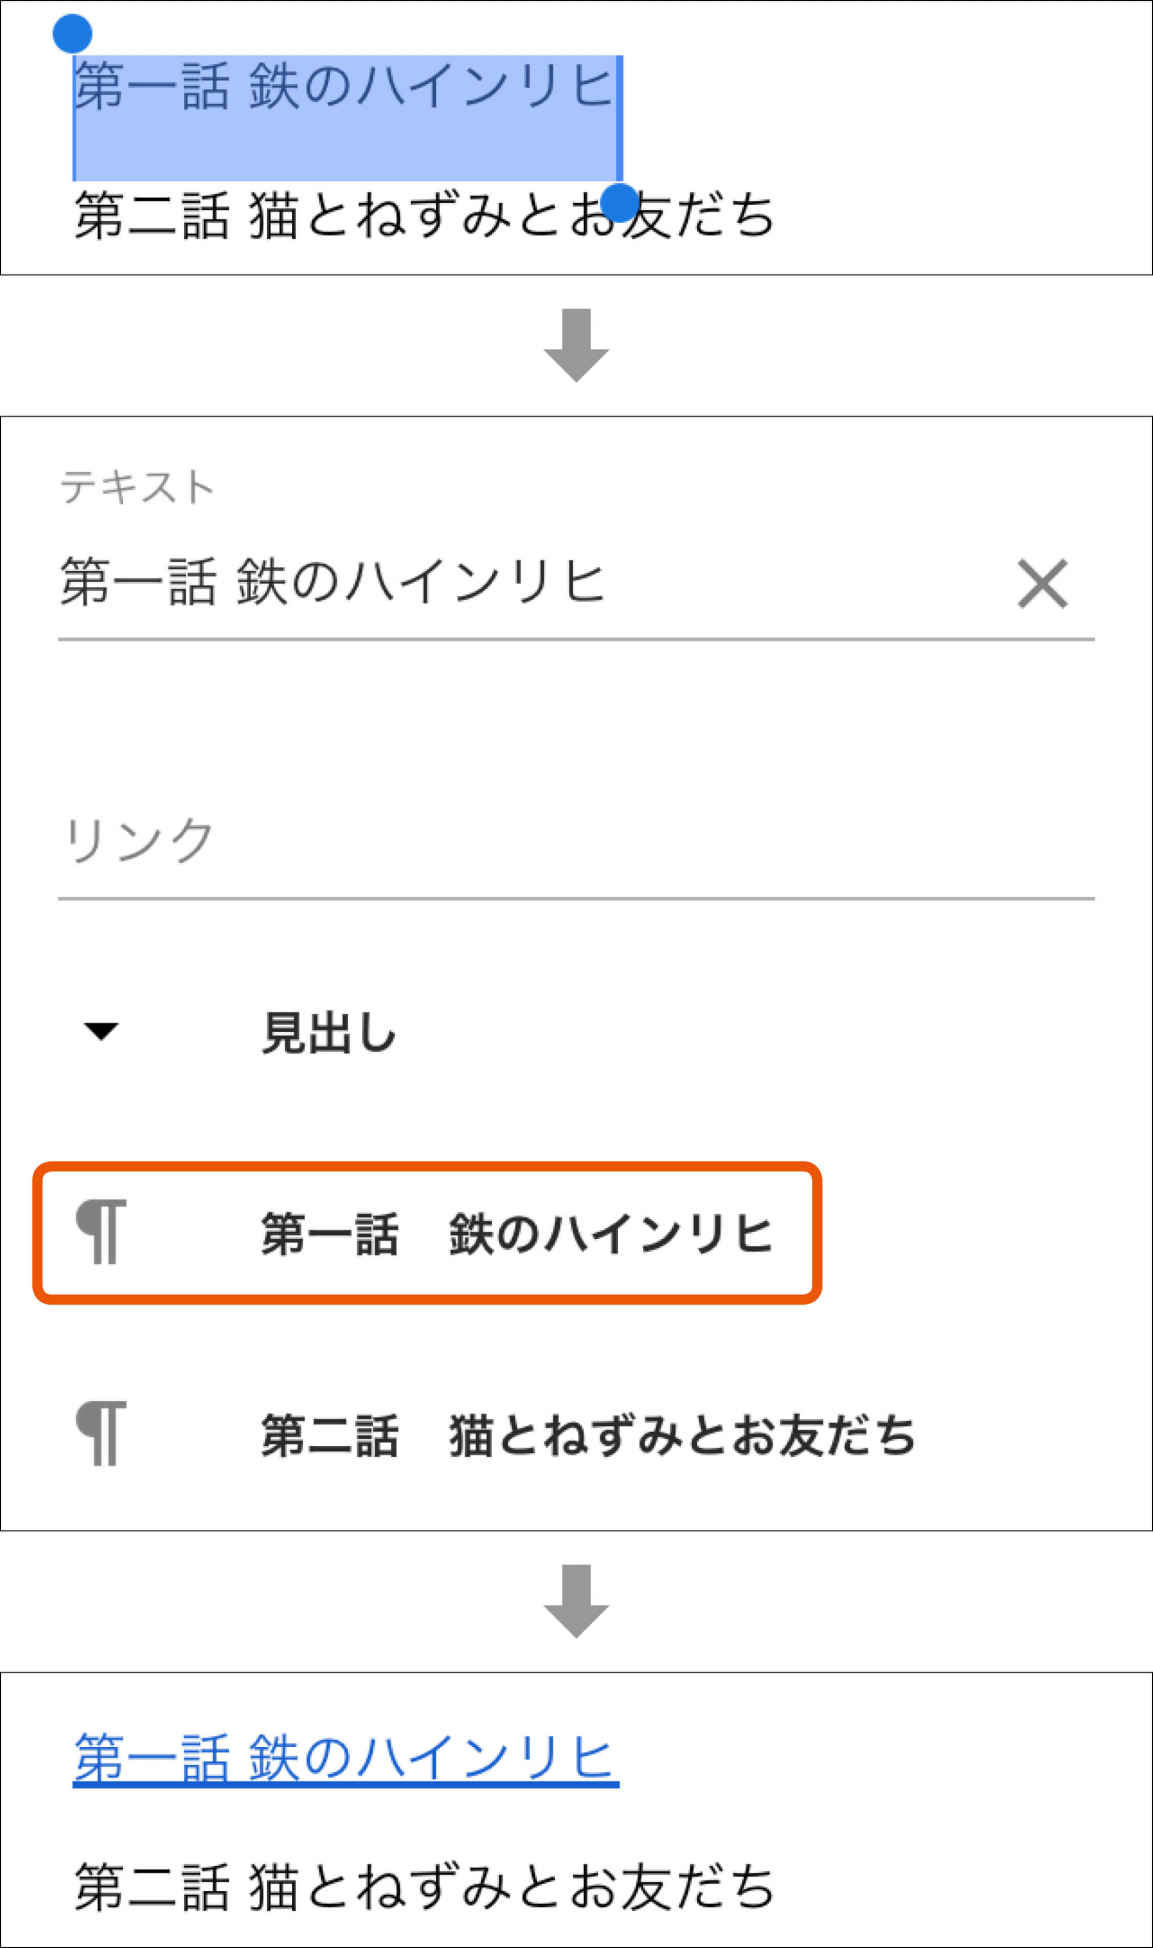 第一話 鉄のハインリヒ
第二話 猫とねずみとお友だち
テキスト
第一話 鉄のハインリヒ
リンク
見出し
第一話　鉄のハインリヒ
第二話　猫とねずみとお友だち
第一話 鉄のハインリヒ
第二話 猫とねずみとお友だち